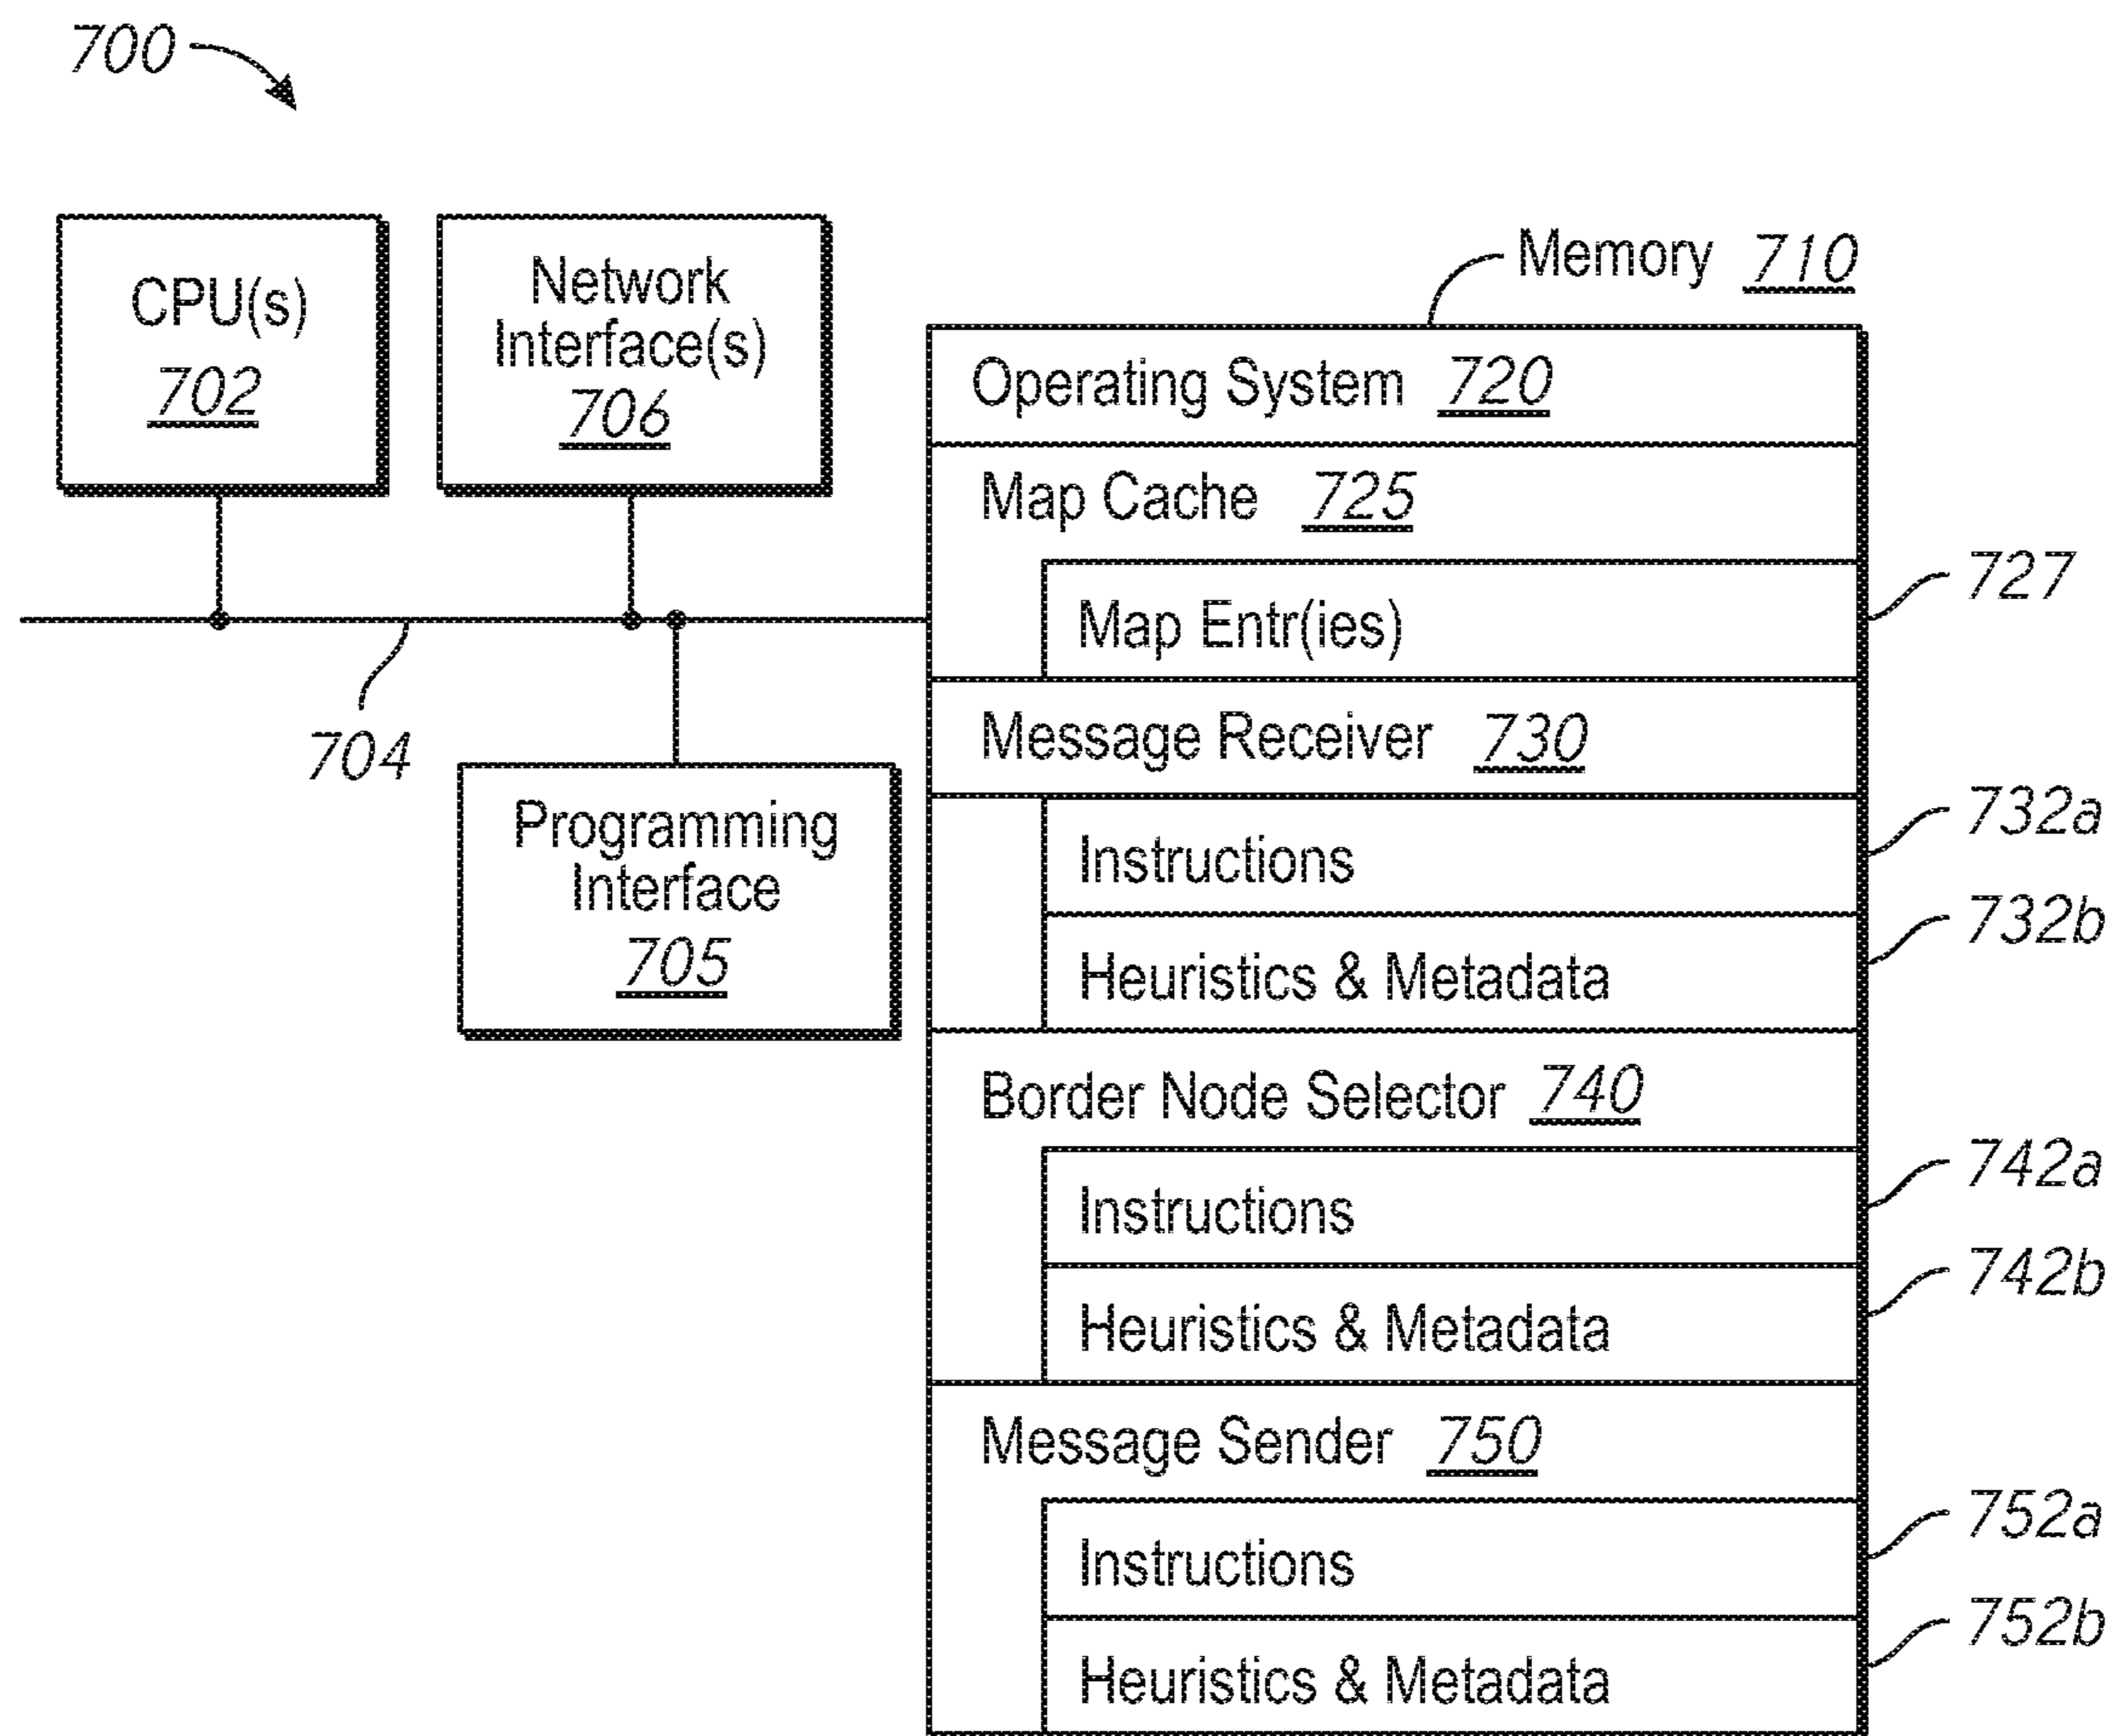 700
CPU(s)
702
Network
Interface(s)
706
704
Programming
Interface
705
Memory 710
Operating System 720
Map Cache 725
Map Entr(ies)
727
Message Receiver 730
Instructions
732a
Heuristics & Metadata
732b
Border Node Selector 740
Instructions
742a
Heuristics & Metadata
742b
Message Sender 750
Instructions
752a
Heuristics & Metadata
752b